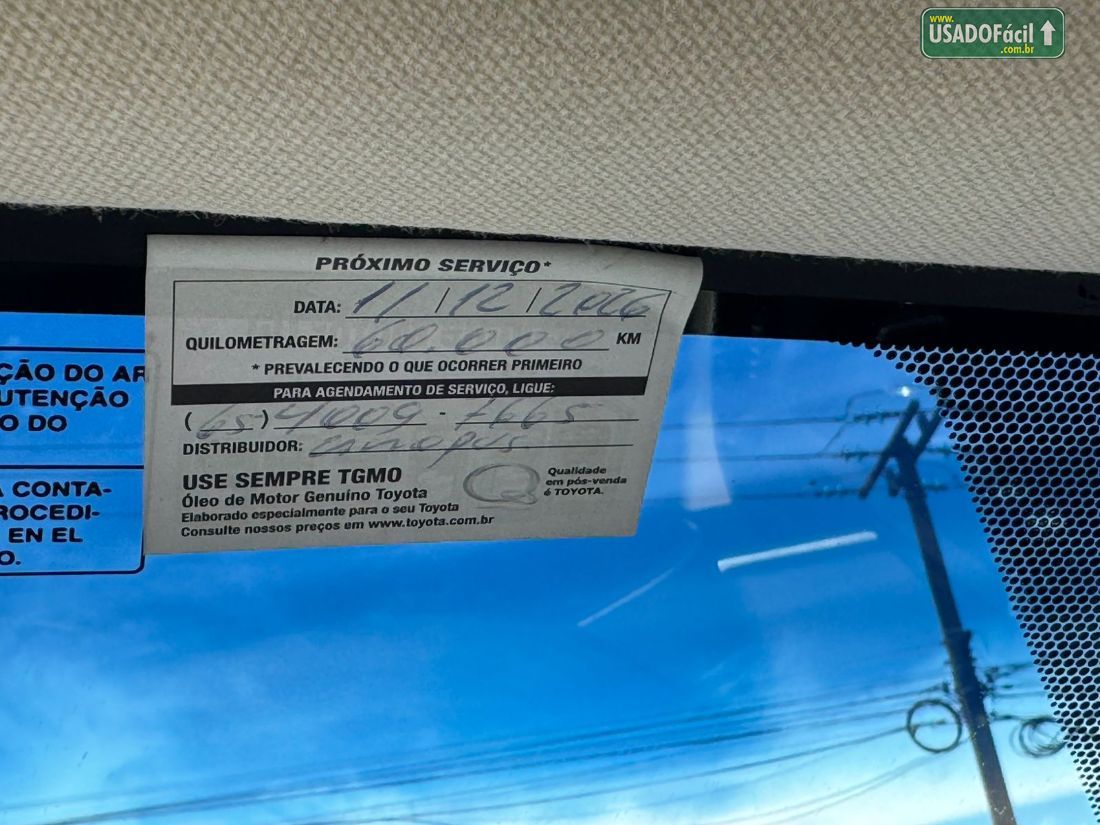 www.
USADOFácil
.com.br
PRÓXIMO SERVIÇO*
DATA: 11/12/2026
QUILOMETRAGEM: 60.000 KM
* PREVALECENDO O QUE OCORRER PRIMEIRO
PARA AGENDAMENTO DE SERVIÇO, LIGUE:
(65) 4009-7665
DISTRIBUIDOR:
USE SEMPRE TGMO
Óleo de Motor Genuíno Toyota
Elaborado especialmente para o seu Toyota
Consulte nossos preços em www.toyota.com.br
Q
Qualidade
em pós-venda
é TOYOTA.
ÇÃO DO AR
UTENÇÃO
O DO
A CONTA-
ROCEDI-
EN EL
O.